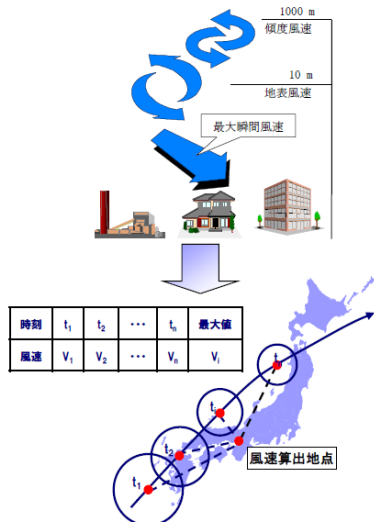 1000 m
傾度風速
10 m
地表風速
最大瞬間風速
時刻 t1 t2 ··· tn 最大値
風速 V1 V2 ··· Vn Vi
t
ti
t2
風速算出地点
t1